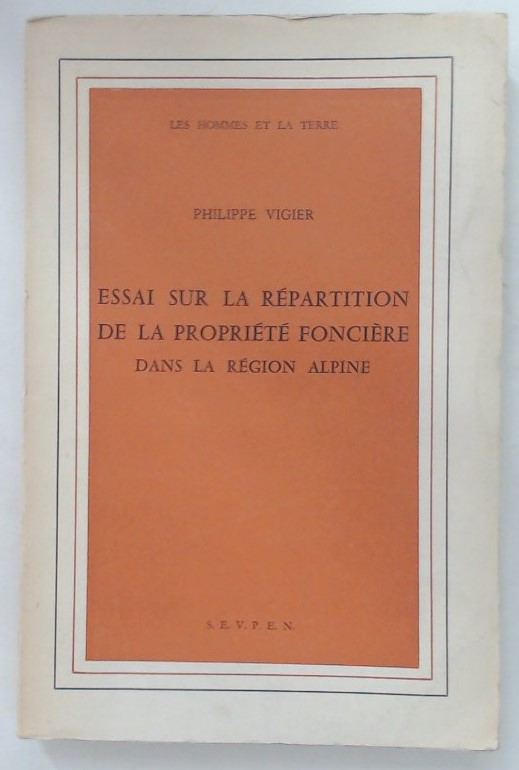 LES HOMMES ET LA TERRE
PHILIPPE VIGIER
ESSAI SUR LA RÉPARTITION
DE LA PROPRIÉTÉ FONCIÈRE
DANS LA RÉGION ALPINE
S. E. V. P. E. N.